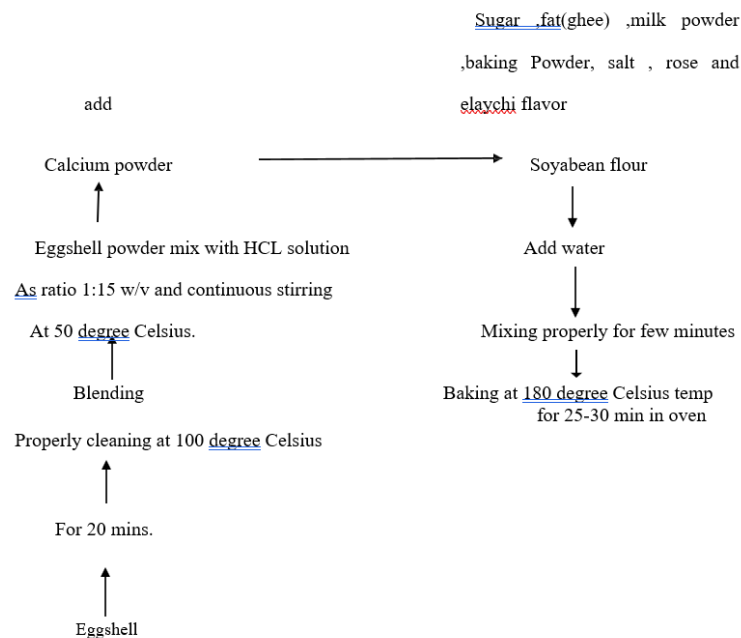 Sugar ,fat(ghee) ,milk powder
,baking Powder, salt , rose and
add
elaychi flavor
Calcium powder
Soyabean flour
Eggshell powder mix with HCL solution
Add water
As ratio 1:15 w/v and continuous stirring
At 50 degree Celsius.
Mixing properly for few minutes
Blending
Baking at 180 degree Celsius temp
for 25-30 min in oven
Properly cleaning at 100 degree Celsius
For 20 mins.
Eggshell